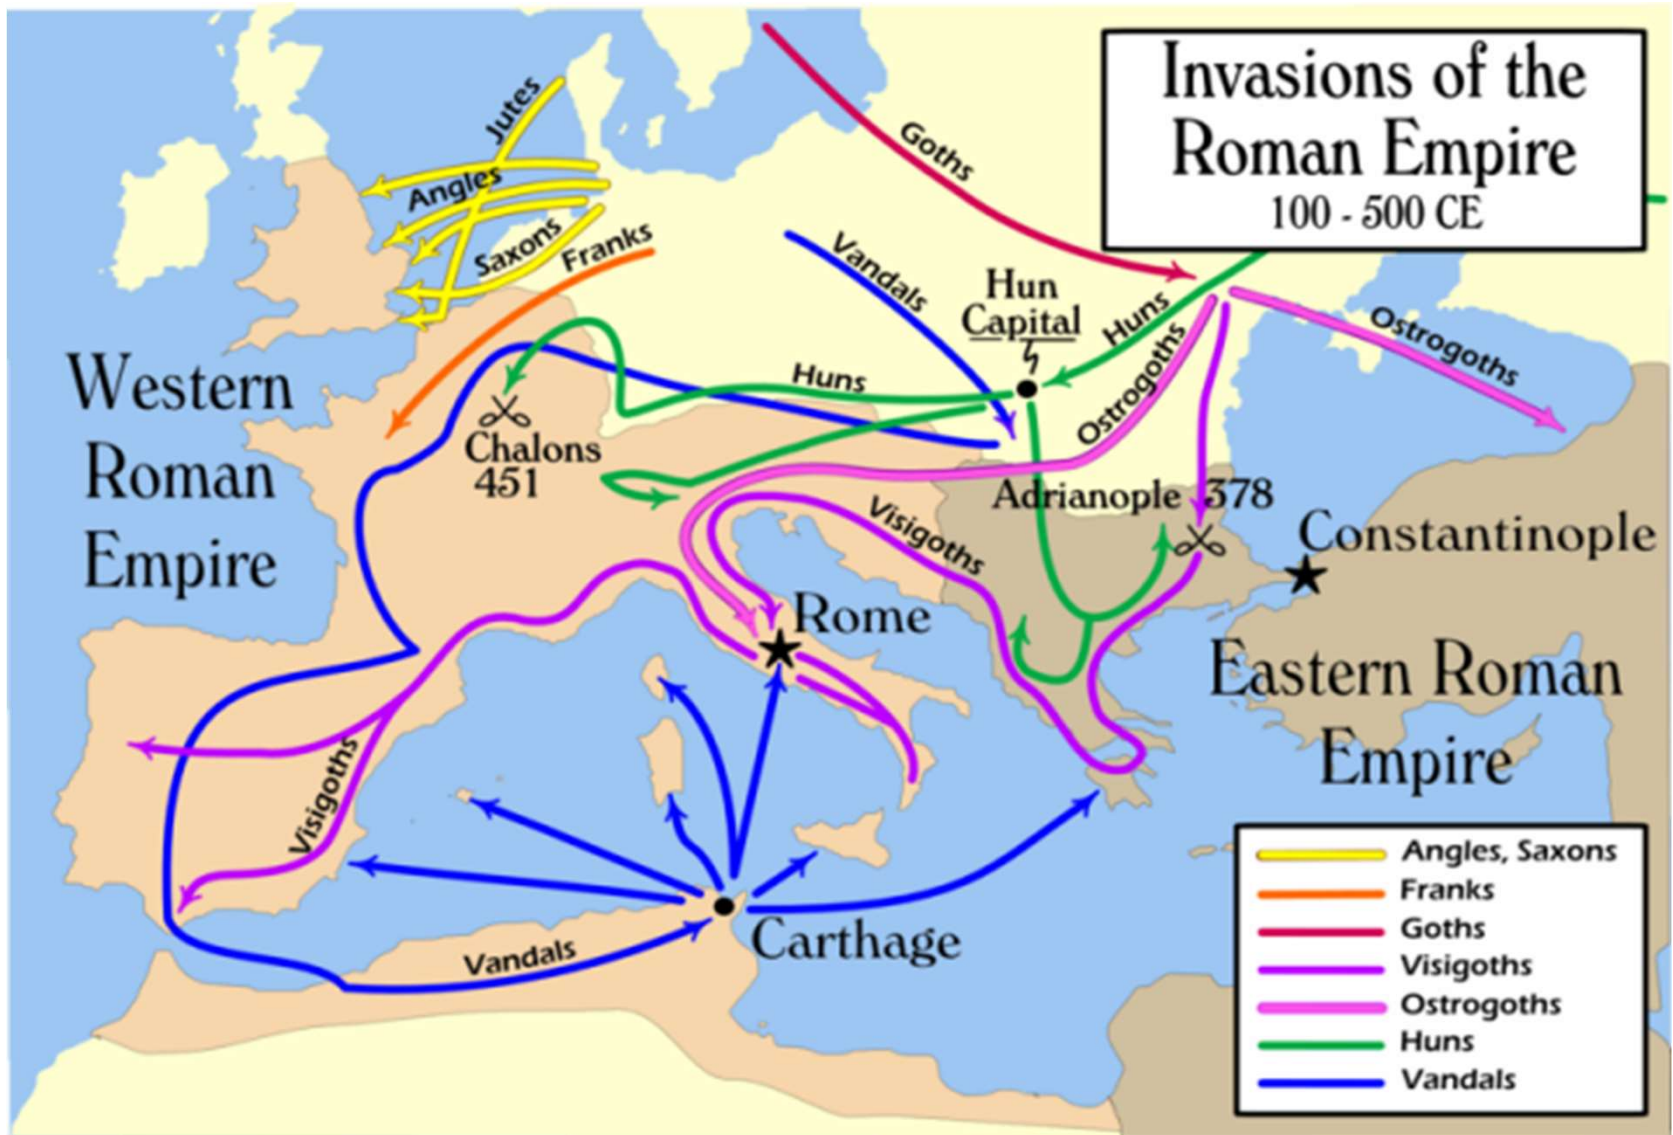 Invasions of the
Roman Empire
100 - 500 CE
Jutes
Angles
Saxons
Franks
Goths
Vandals
Hun
Capital
Huns
Ostrogoths
Ostrogoths
Huns
Western
Roman
Empire
Chalons
451
Adrianople 378
Visigoths
Constantinople
Rome
Eastern Roman
Empire
Visigoths
Carthage
Vandals
Angles, Saxons
Franks
Goths
Visigoths
Ostrogoths
Huns
Vandals